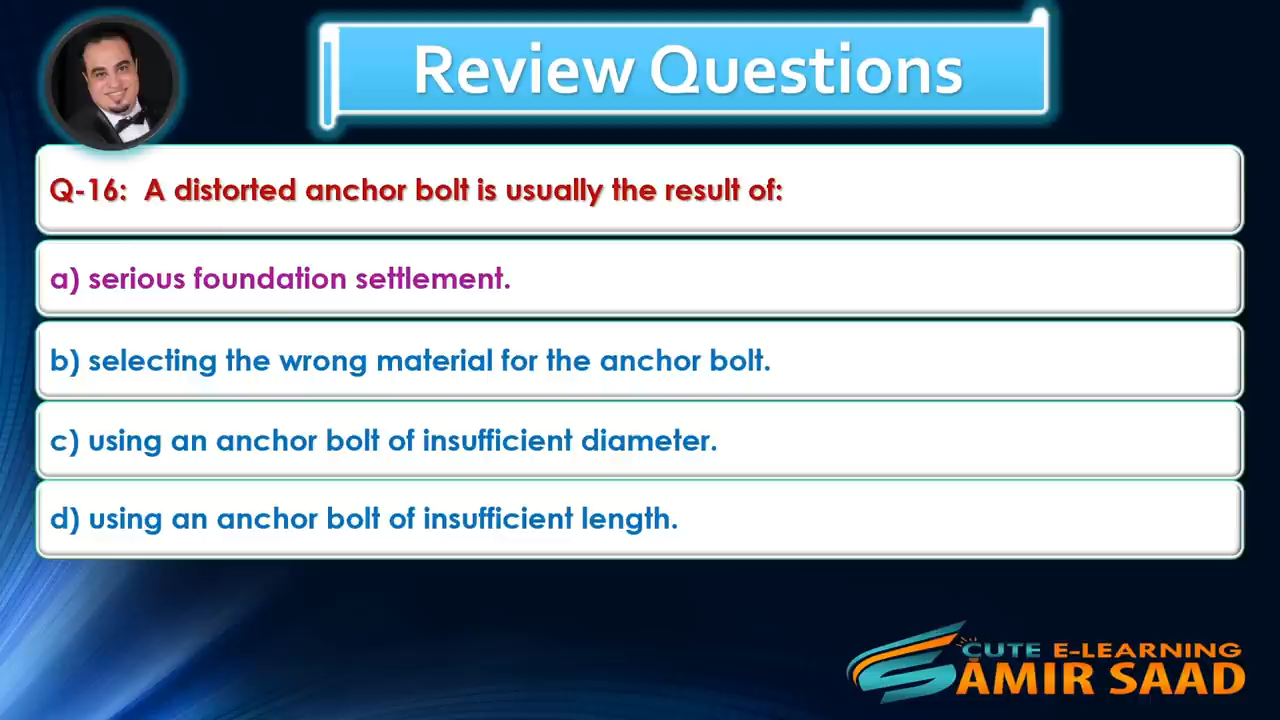 Review Questions
Q-16: A distorted anchor bolt is usually the result of:
a) serious foundation settlement.
b) selecting the wrong material for the anchor bolt.
c) using an anchor bolt of insufficient diameter.
d) using an anchor bolt of insufficient length.
CUTE E-LEARNING
AMIR SAAD